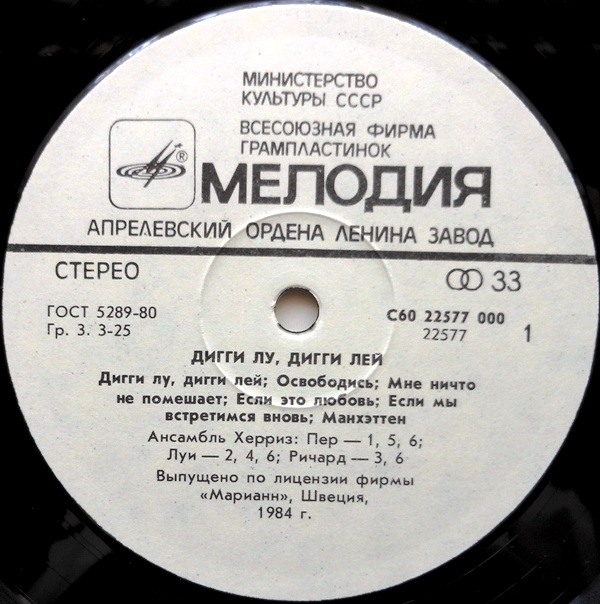 МИНИСТЕРСТВО
КУЛЬТУРЫ СССР
ВСЕСОЮЗНАЯ ФИРМА
ГРАМПЛАСТИНОК
®
МЕЛОДИЯ
АПРЕЛЕВСКИЙ ОРДЕНА ЛЕНИНА ЗАВОД
СТЕРЕО
33
ГОСТ 5289-80
Гр. 3. 3-25
С60 22577 000
22577
1
ДИГГИ ЛУ, ДИГГИ ЛЕЙ
Дигги лу, дигги лей; Освободись; Мне ничто
не помешает; Если это любовь; Если мы
встретимся вновь; Манхэттен
Ансамбль Херриз: Пер — 1, 5, 6;
Луи — 2, 4, 6; Ричард — 3, 6
Выпущено по лицензии фирмы
«Марианн», Швеция,
1984 г.